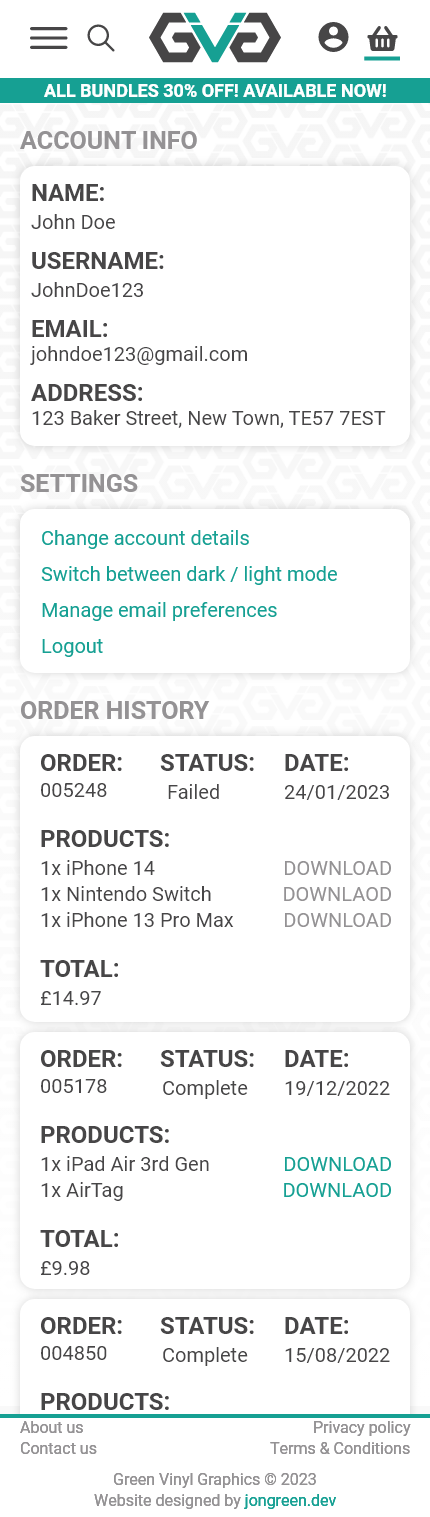 GVG
ALL BUNDLES 30% OFF! AVAILABLE NOW!
ACCOUNT INFO
NAME:
John Doe
USERNAME:
JohnDoe123
EMAIL:
johndoe123@gmail.com
ADDRESS:
123 Baker Street, New Town, TE57 7EST
SETTINGS
Change account details
Switch between dark / light mode
Manage email preferences
Logout
ORDER HISTORY
ORDER: STATUS: DATE:
005248 Failed 24/01/2023
PRODUCTS:
1x iPhone 14 DOWNLOAD
1x Nintendo Switch DOWNLAOD
1x iPhone 13 Pro Max DOWNLOAD
TOTAL:
£14.97
ORDER: STATUS: DATE:
005178 Complete 19/12/2022
PRODUCTS:
1x iPad Air 3rd Gen DOWNLOAD
1x AirTag DOWNLAOD
TOTAL:
£9.98
ORDER: STATUS: DATE:
004850 Complete 15/08/2022
PRODUCTS:
About us Privacy policy
Contact us Terms & Conditions
Green Vinyl Graphics © 2023
Website designed by jongreen.dev